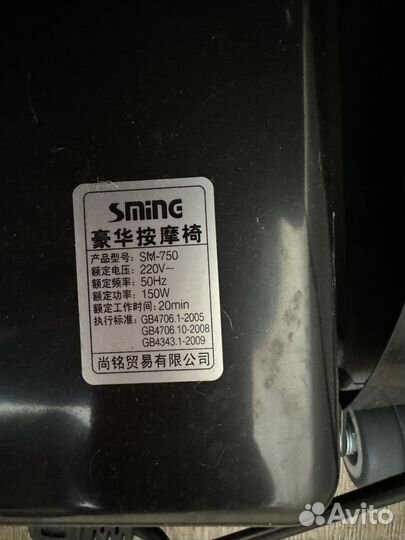 SminG
豪华按摩椅
产品型号: SM-750
额定电压: 220V~
额定频率: 50Hz
额定功率: 150W
额定工作时间: 20min
执行标准: GB4706.1-2005
GB4706.10-2008
GB4343.1-2009
尚铭贸易有限公司
Avito